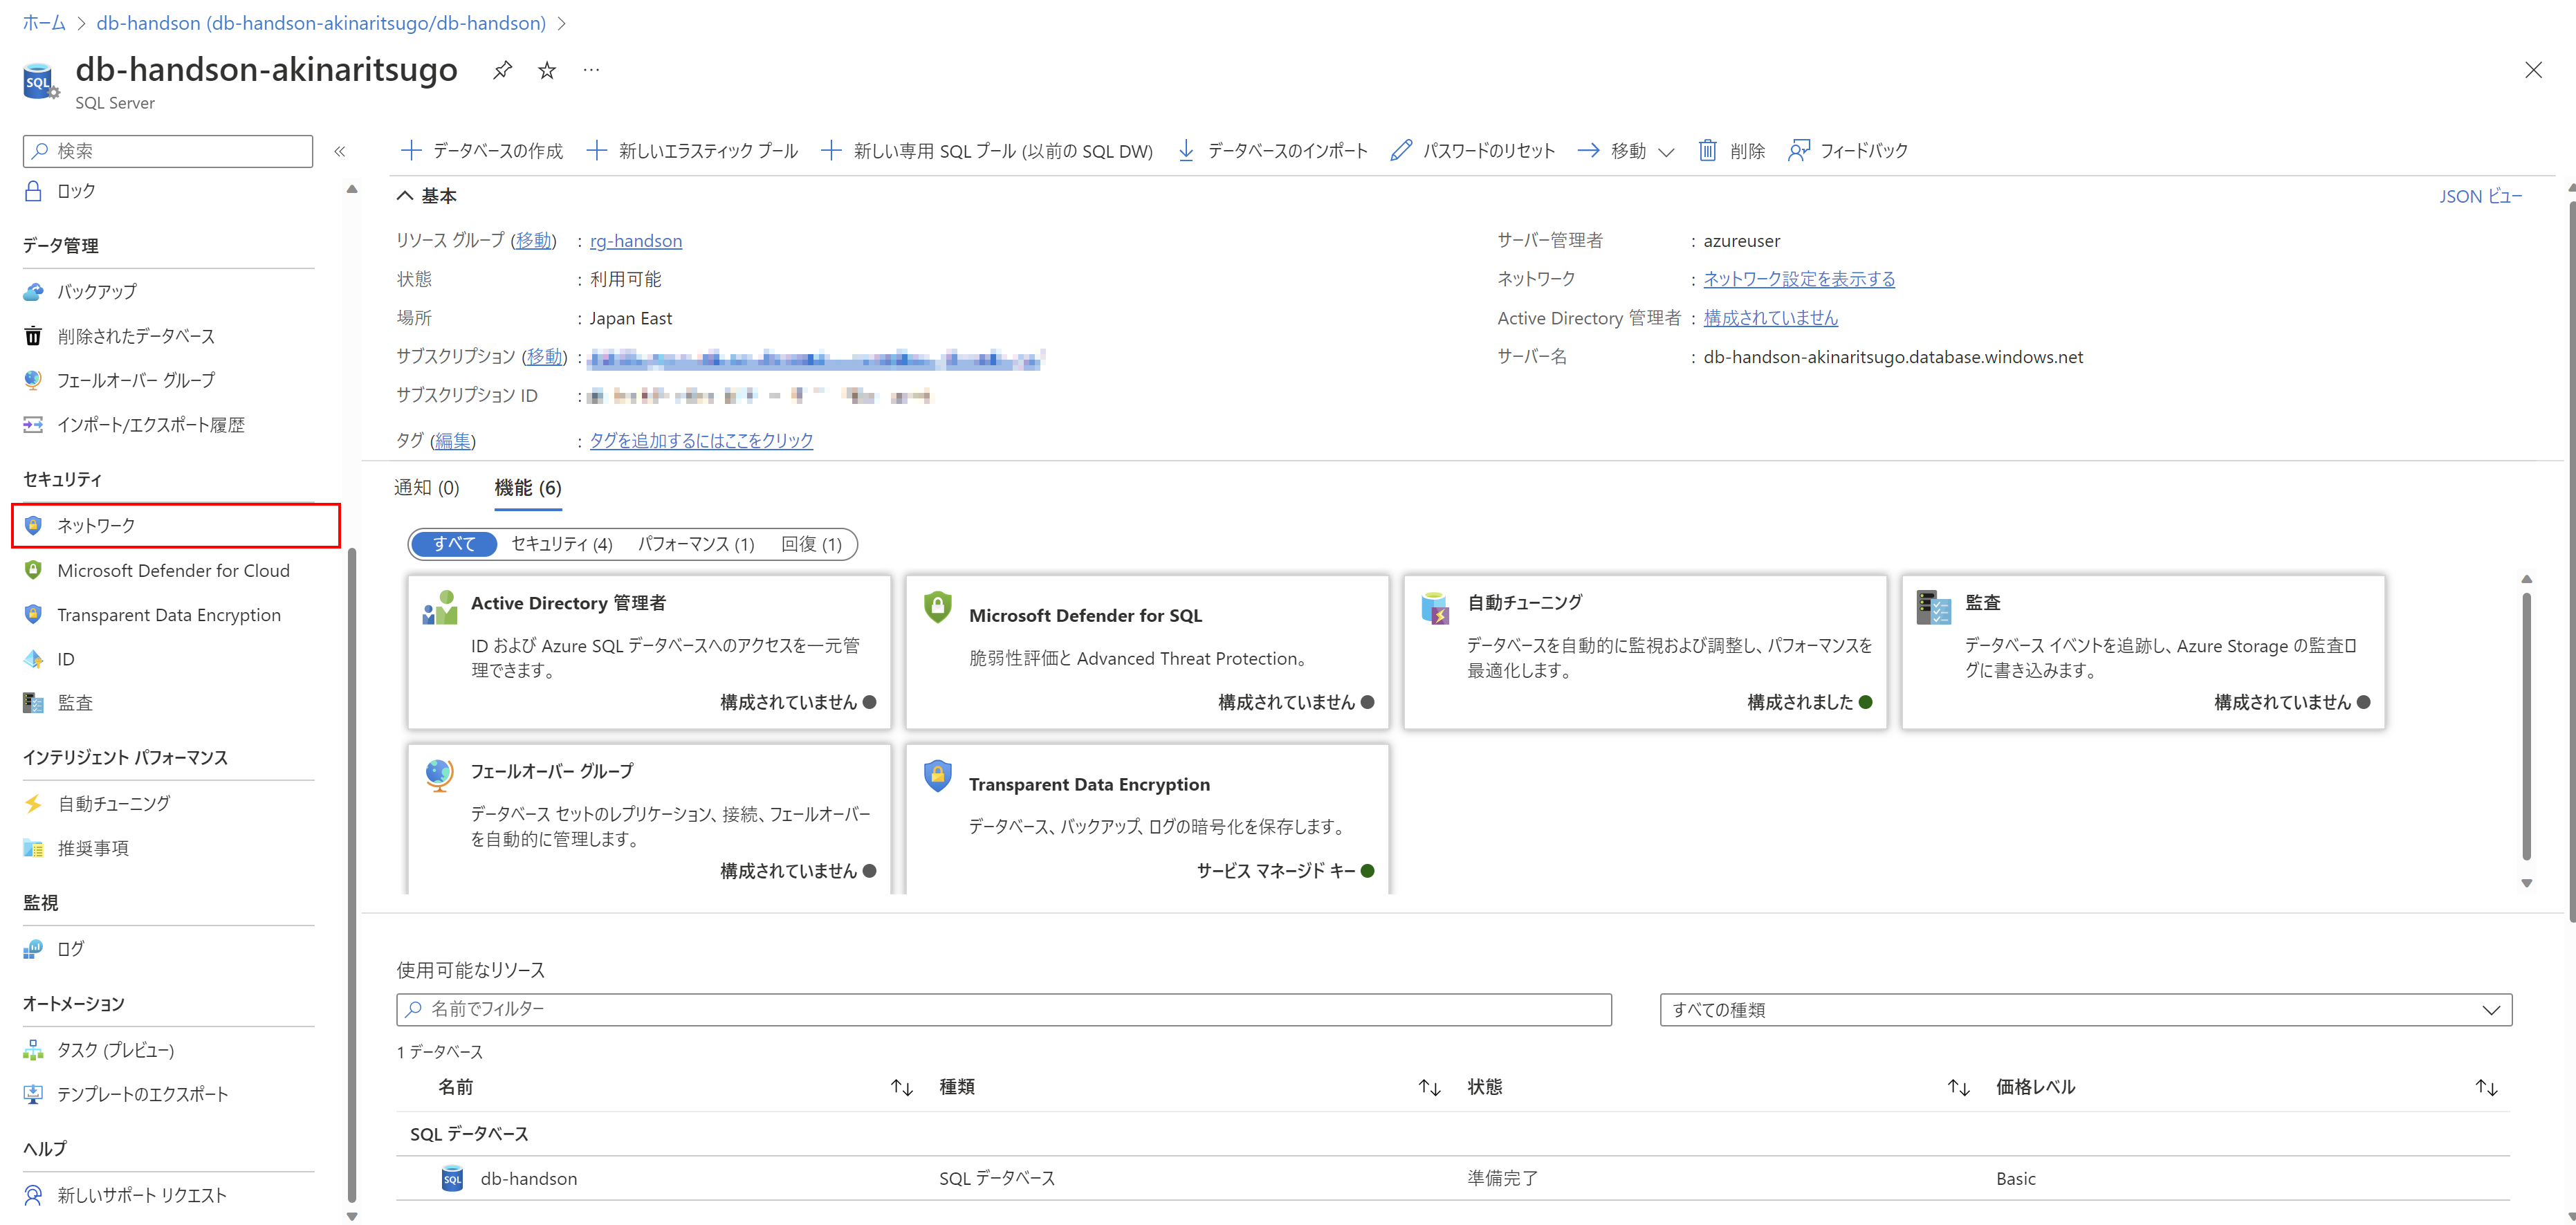 ホーム > db-handson (db-handson-akinaritsugo/db-handson) >
db-handson-akinaritsugo
SQL Server
検索
ロック
データ管理
バックアップ
削除されたデータベース
フェールオーバー グループ
インポート/エクスポート履歴
セキュリティ
ネットワーク
Microsoft Defender for Cloud
Transparent Data Encryption
ID
監査
インテリジェント パフォーマンス
自動チューニング
推奨事項
監視
ログ
オートメーション
タスク (プレビュー)
テンプレートのエクスポート
ヘルプ
新しいサポート リクエスト
データベースの作成 新しいエラスティック プール 新しい専用 SQL プール (以前の SQL DW) データベースのインポート パスワードのリセット 移動 削除 フィードバック
基本
JSON ビュー
リソース グループ (移動) : rg-handson
状態 : 利用可能
場所 : Japan East
サブスクリプション (移動) :
サブスクリプション ID :
タグ (編集) : タグを追加するにはここをクリック
サーバー管理者 : azureuser
ネットワーク : ネットワーク設定を表示する
Active Directory 管理者 : 構成されていません
サーバー名 : db-handson-akinaritsugo.database.windows.net
通知 (0) 機能 (6)
すべて セキュリティ (4) パフォーマンス (1) 回復 (1)
Active Directory 管理者
ID および Azure SQL データベースへのアクセスを一元管
理できます。
構成されていません
Microsoft Defender for SQL
脆弱性評価と Advanced Threat Protection。
構成されていません
自動チューニング
データベースを自動的に監視および調整し、パフォーマンスを
最適化します。
構成されました
監査
データベース イベントを追跡し、Azure Storage の監査ロ
グに書き込みます。
構成されていません
フェールオーバー グループ
データベース セットのレプリケーション、接続、フェールオーバー
を自動的に管理します。
構成されていません
Transparent Data Encryption
データベース、バックアップ、ログの暗号化を保存します。
サービス マネージド キー
使用可能なリソース
名前でフィルター
すべての種類
1 データベース
名前 種類 状態 価格レベル
SQL データベース
db-handson SQL データベース 準備完了 Basic